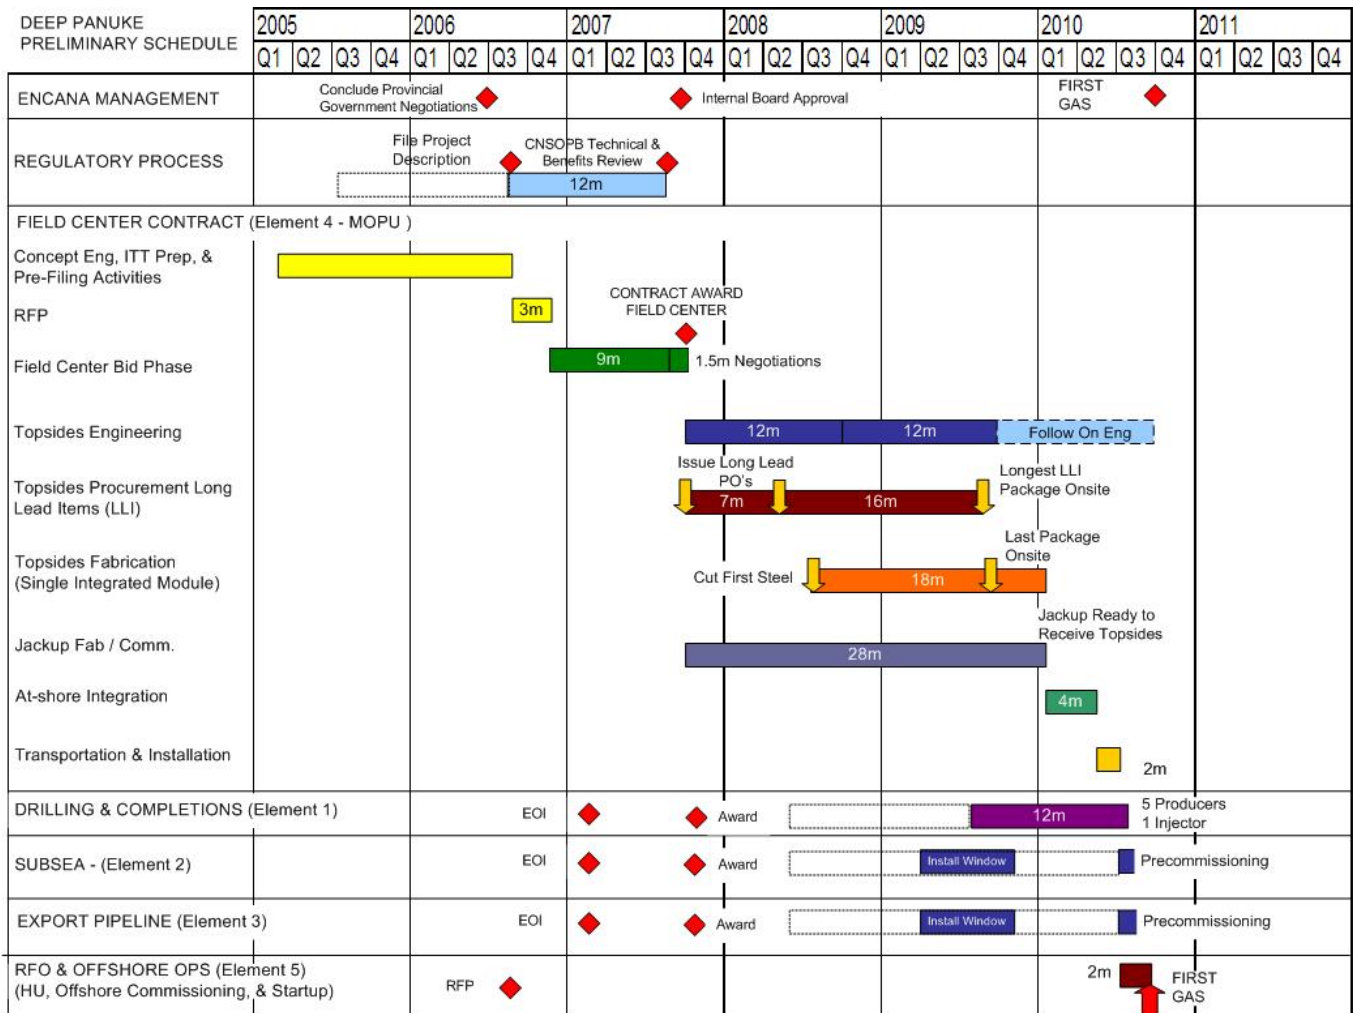 DEEP PANUKE
PRELIMINARY SCHEDULE
2005 2006 2007 2008 2009 2010 2011
Q1 Q2 Q3 Q4 Q1 Q2 Q3 Q4 Q1 Q2 Q3 Q4 Q1 Q2 Q3 Q4 Q1 Q2 Q3 Q4 Q1 Q2 Q3 Q4 Q1 Q2 Q3 Q4
ENCANA MANAGEMENT
Conclude Provincial
Government Negotiations
Internal Board Approval
FIRST
GAS
REGULATORY PROCESS
File Project
Description
CNSOPB Technical &
Benefits Review
12m
FIELD CENTER CONTRACT (Element 4 - MOPU )
Concept Eng, ITT Prep, &
Pre-Filing Activities
RFP
3m
CONTRACT AWARD
FIELD CENTER
Field Center Bid Phase
9m
1.5m Negotiations
Topsides Engineering
12m
12m
Follow On Eng
Topsides Procurement Long
Lead Items (LLI)
Issue Long Lead
PO's
7m
16m
Longest LLI
Package Onsite
Topsides Fabrication
(Single Integrated Module)
Cut First Steel
18m
Last Package
Onsite
Jackup Fab / Comm.
28m
Jackup Ready to
Receive Topsides
At-shore Integration
4m
Transportation & Installation
2m
DRILLING & COMPLETIONS (Element 1)
EOI
Award
12m
5 Producers
1 Injector
SUBSEA - (Element 2)
EOI
Award
Install Window
Precommissioning
EXPORT PIPELINE (Element 3)
EOI
Award
Install Window
Precommissioning
RFO & OFFSHORE OPS (Element 5)
(HU, Offshore Commissioning, & Startup)
RFP
2m
FIRST
GAS